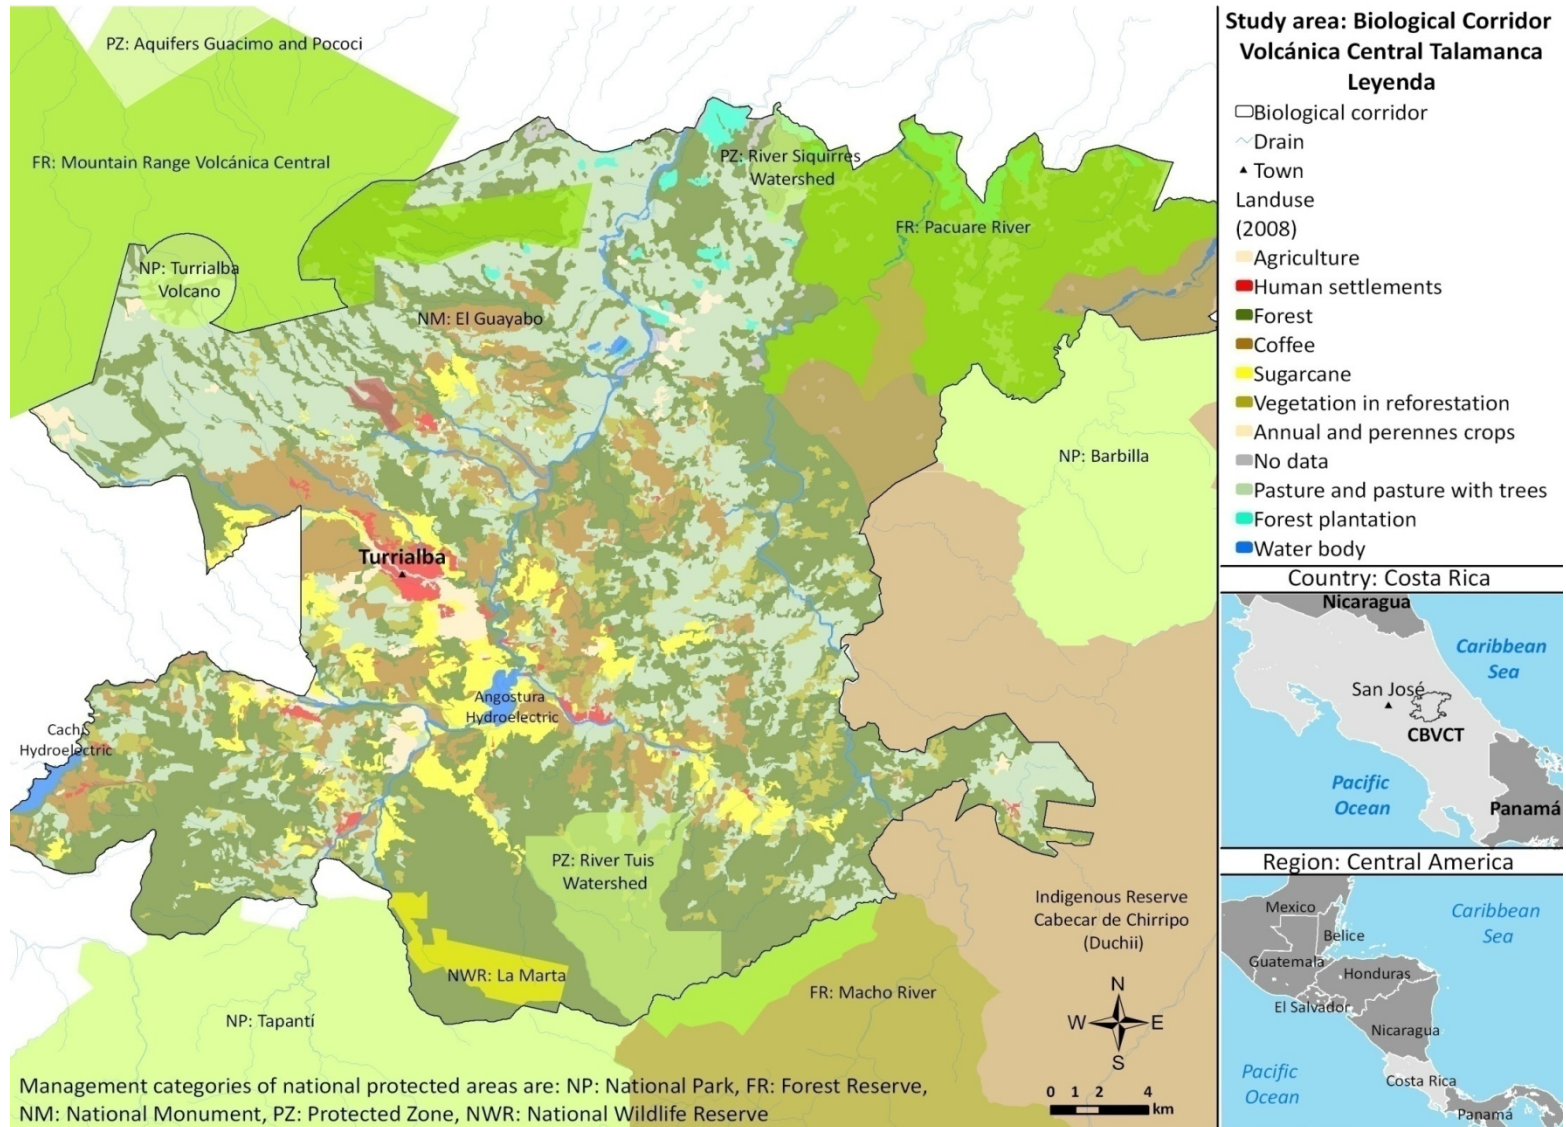 PZ: Aquifers Guacimo and Pococi
FR: Mountain Range Volcánica Central
PZ: River Siquirres
Watershed
FR: Pacuare River
NP: Turrialba
Volcano
NM: El Guayabo
NP: Barbilla
Turrialba
Angostura
Hydroelectric
Cachí
Hydroelectric
PZ: River Tuis
Watershed
Indigenous Reserve
Cabecar de Chirripo
(Duchii)
NWR: La Marta
FR: Macho River
NP: Tapantí
N
W
E
S
0 1 2 4
km
Management categories of national protected areas are: NP: National Park, FR: Forest Reserve,
NM: National Monument, PZ: Protected Zone, NWR: National Wildlife Reserve
Study area: Biological Corridor
Volcánica Central Talamanca
Leyenda
Biological corridor
Drain
Town
Landuse
(2008)
Agriculture
Human settlements
Forest
Coffee
Sugarcane
Vegetation in reforestation
Annual and perennes crops
No data
Pasture and pasture with trees
Forest plantation
Water body
Country: Costa Rica
Nicaragua
Caribbean
Sea
San José
CBVCT
Pacific
Ocean
Panamá
Region: Central America
Mexico
Caribbean
Sea
Belice
Guatemala
Honduras
El Salvador
Nicaragua
Pacific
Ocean
Costa Rica
Panamá